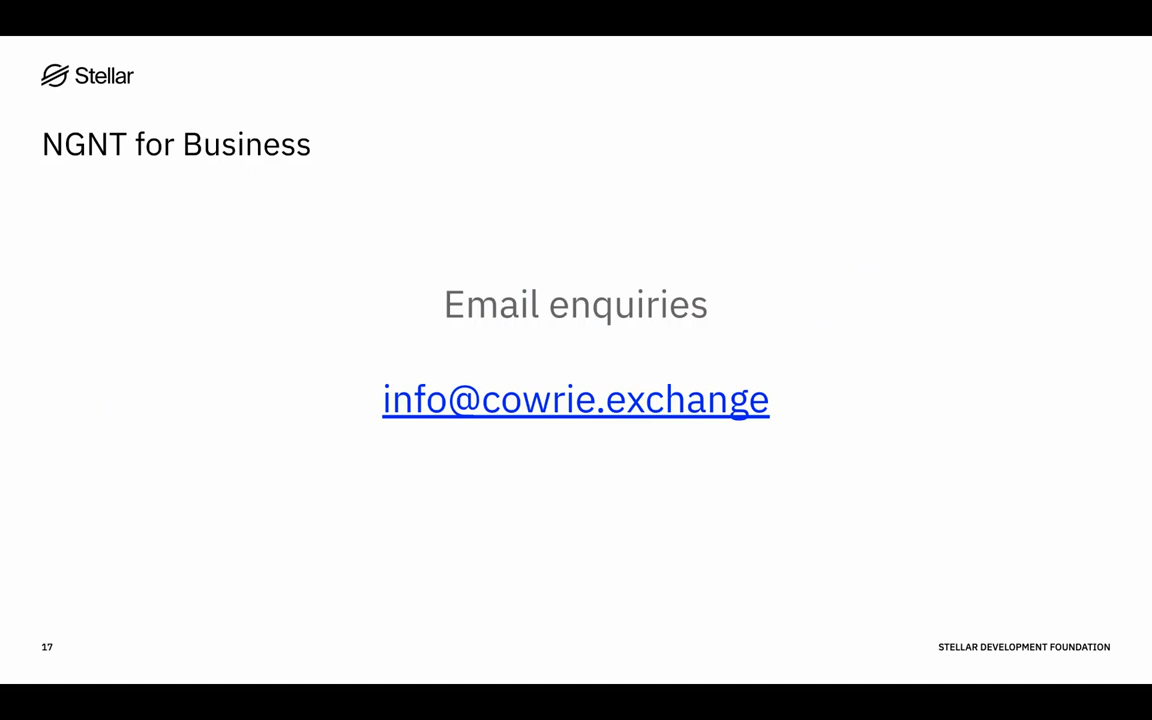 Stellar
NGNT for Business
Email enquiries
info@cowrie.exchange
17
STELLAR DEVELOPMENT FOUNDATION